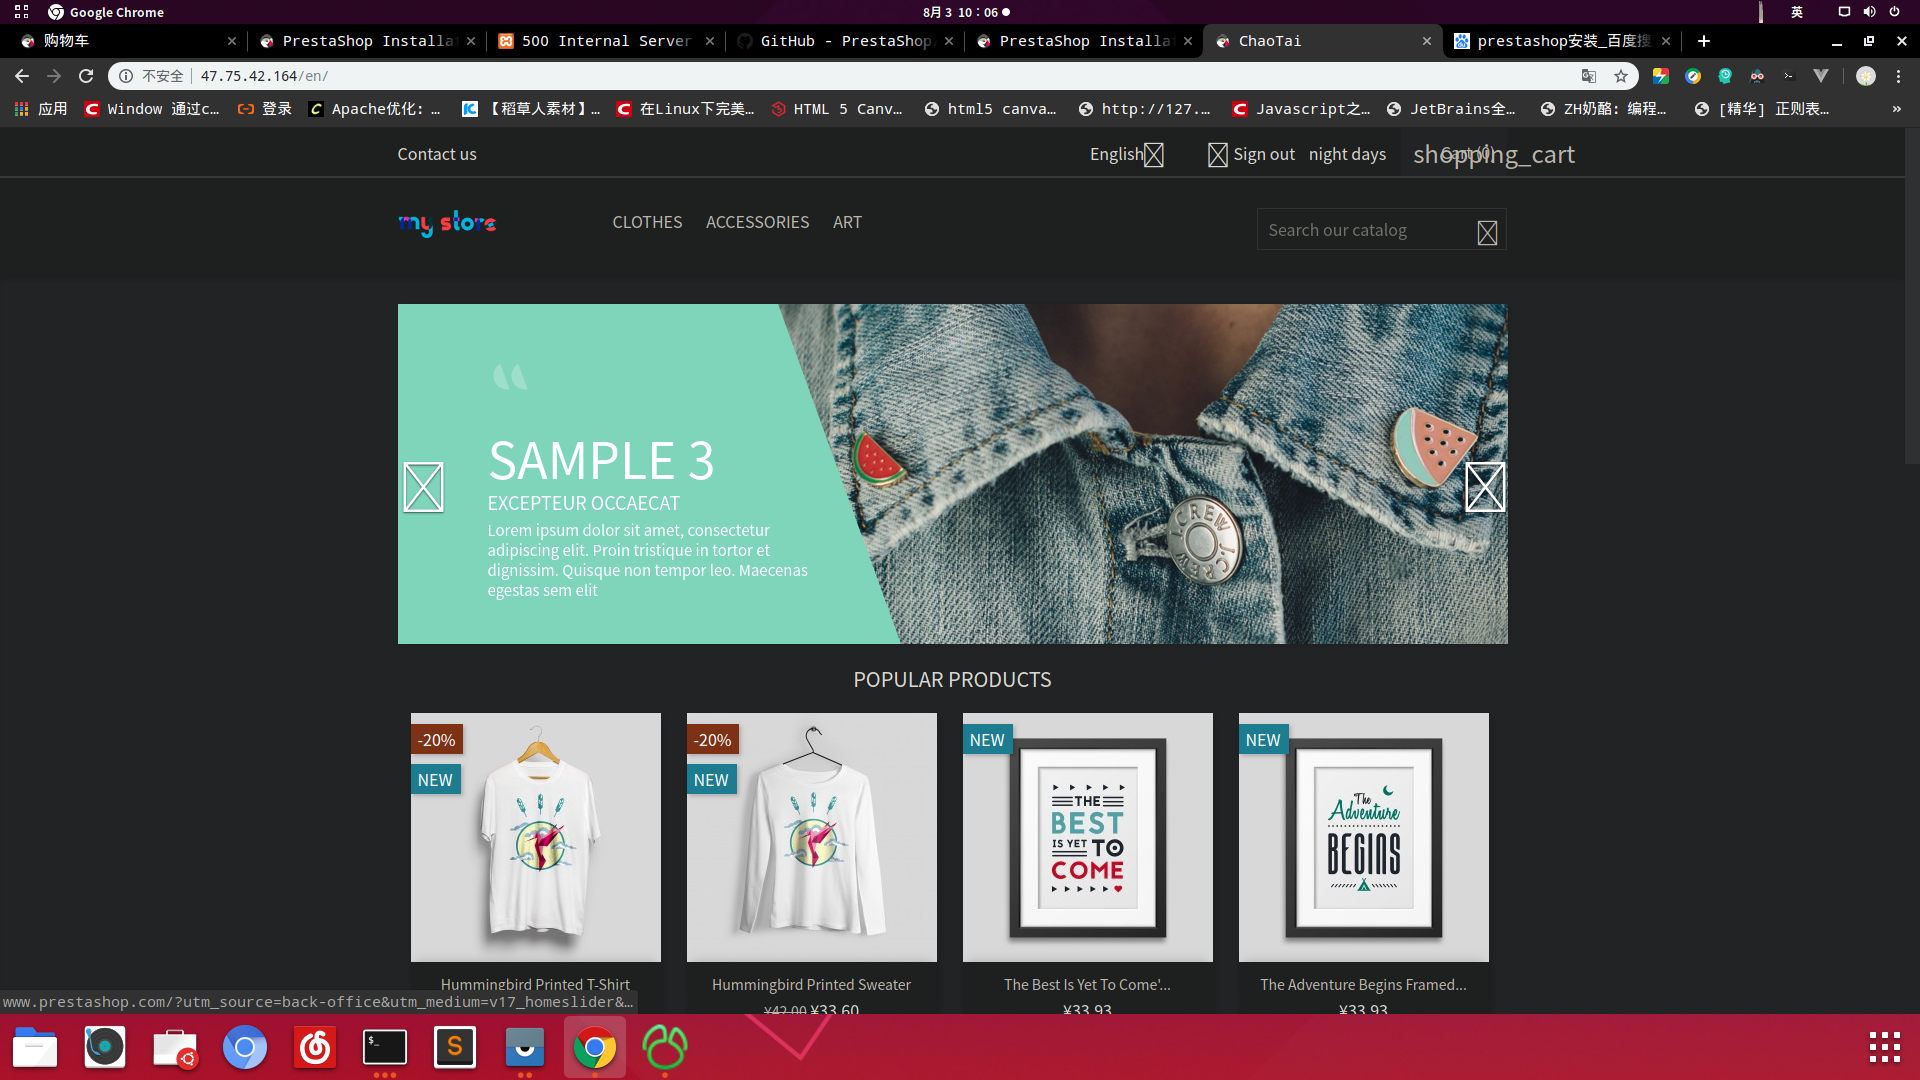 Google Chrome
8月 3 10：06
英
购物车
PrestaShop Installat
500 Internal Server
GitHub - PrestaShop/
PrestaShop Installat
ChaoTai
prestashop安装_百度搜
不安全
47.75.42.164/en/
应用
Window 通过c…
登录
Apache优化: …
【稻草人素材】…
在Linux下完美…
HTML 5 Canv…
html5 canva…
http://127.…
Javascript之…
JetBrains全…
ZH奶酪: 编程…
[精华] 正则表…
»
Contact us
English
Sign out
night days
shopping_cart
Cart (0)
my store
CLOTHES
ACCESSORIES
ART
Search our catalog
“
SAMPLE 3
EXCEPTEUR OCCAECAT
Lorem ipsum dolor sit amet, consectetur
adipiscing elit. Proin tristique in tortor et
dignissim. Quisque non tempor leo. Maecenas
egestas sem elit
J.CREW J.CREW
POPULAR PRODUCTS
-20%
NEW
-20%
NEW
NEW
THE
BEST
IS YET TO
COME
NEW
The
Adventure
BEGINS
Hummingbird Printed T-Shirt
Hummingbird Printed Sweater
The Best Is Yet To Come'...
The Adventure Begins Framed...
¥42.00 ¥33.60
¥33.93
¥33.93
www.prestashop.com/?utm_source=back-office&utm_medium=v17_homeslider&…
$_
S